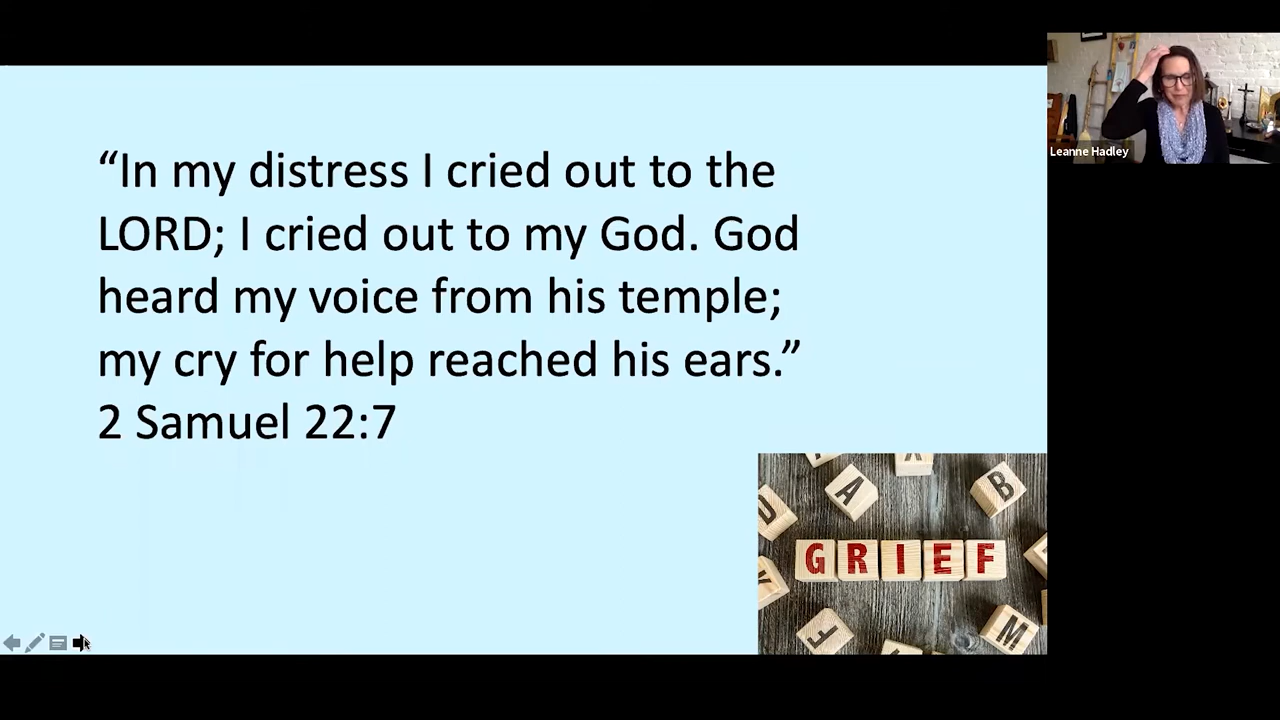 “In my distress I cried out to the
LORD; I cried out to my God. God
heard my voice from his temple;
my cry for help reached his ears.”
2 Samuel 22:7
Leanne Hadley
A
B
GRIEF
M
F